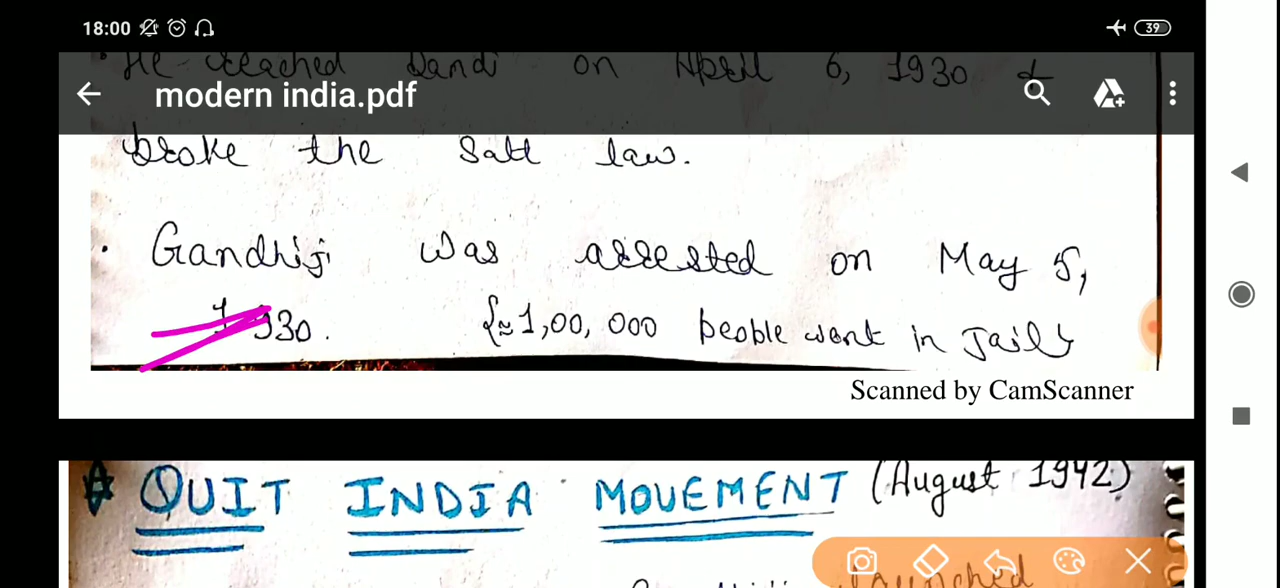 18:00 39
• He reached Dandi on April 6, 1930 &
modern india.pdf
broke the Salt law.
• Gandhiji was arrested on May 5,
1930. {≈1,00,000 people went in Jail}
Scanned by CamScanner
QUIT INDIA MOVEMENT (August 1942)
launched